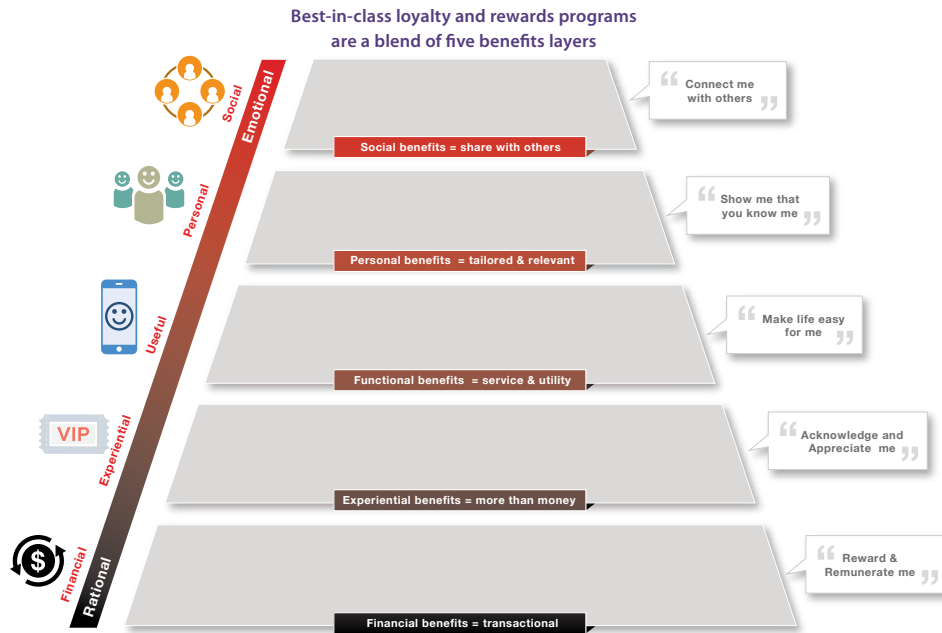 Best-in-class loyalty and rewards programs
are a blend of five benefits layers
Social
Emotional
Connect me
with others
Social benefits = share with others
Personal
Show me that
you know me
Personal benefits = tailored & relevant
Useful
Make life easy
for me
Functional benefits = service & utility
VIP
Experiential
Acknowledge and
Appreciate me
Experiential benefits = more than money
$
Financial
Rational
Reward &
Remunerate me
Financial benefits = transactional